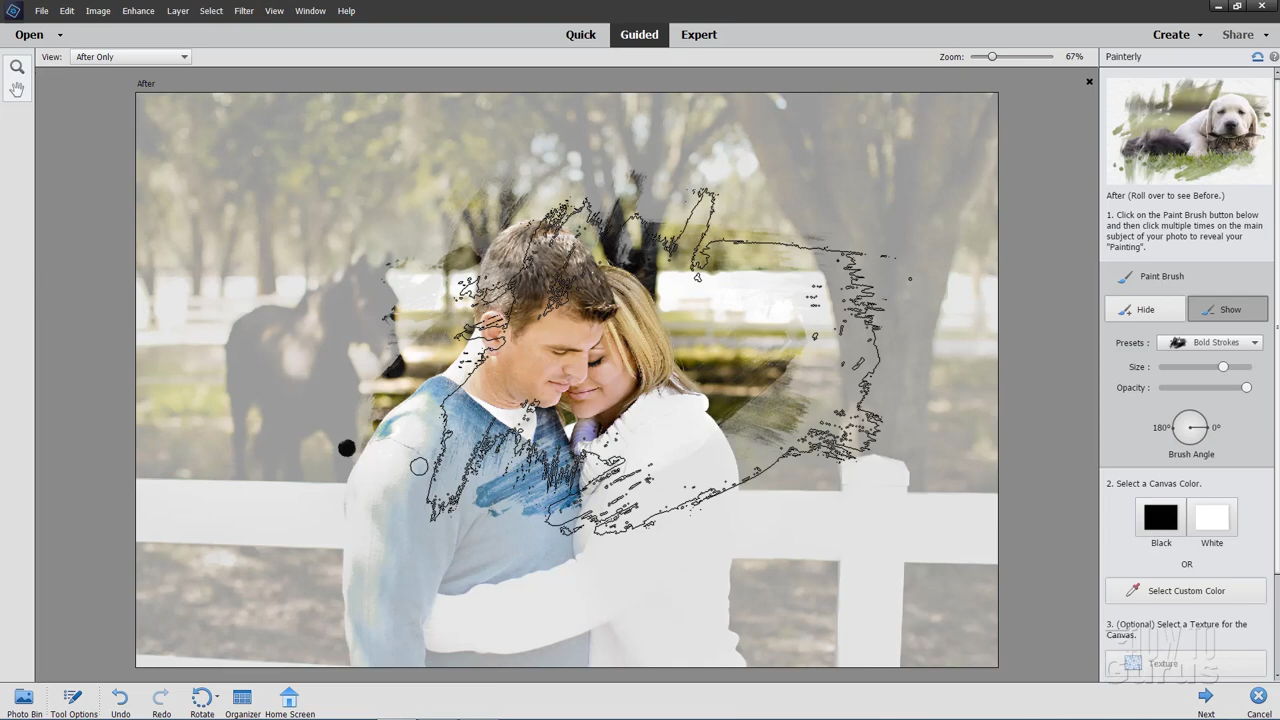 File Edit Image Enhance Layer Select Filter View Window Help
Open Quick Guided Expert Create Share
View: After Only Zoom: 67% Painterly
After
After (Roll over to see Before.)
1. Click on the Paint Brush button below
and then click multiple times on the main
subject of your photo to reveal your
"Painting".
Paint Brush
Hide Show
Presets : Bold Strokes
Size :
Opacity :
180° 0°
Brush Angle
2. Select a Canvas Color.
Black White
OR
Select Custom Color
3. (Optional) Select a Texture for the
Canvas.
HOW TO
Texture
Gurus
Photo Bin Tool Options Undo Redo Rotate Organizer Home Screen Next Cancel